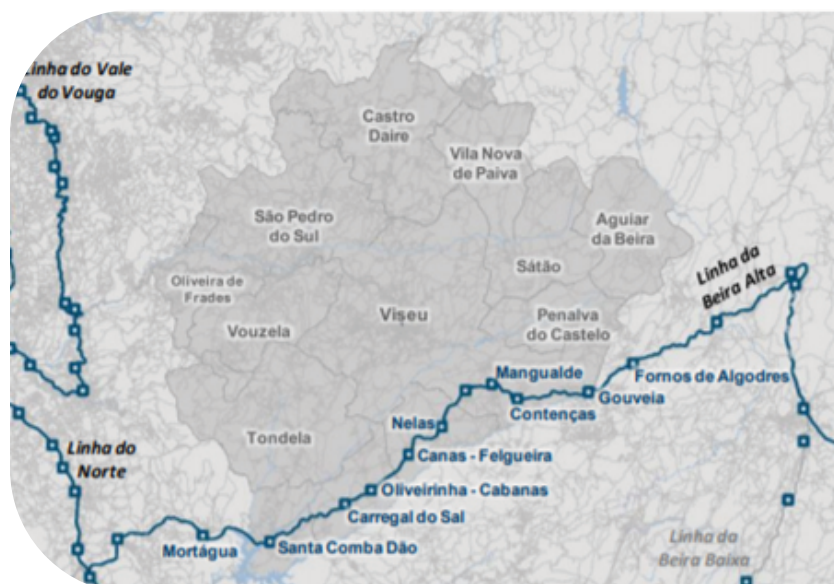 Linha do Vale
do Vouga
Castro
Daire
Vila Nova
de Paiva
São Pedro
do Sul
Aguiar
da Beira
Oliveira de
Frades
Sátão
Linha da
Beira Alta
Vouzela
Viseu
Penalva
do Castelo
Mangualde
Fornos de Algodres
Gouveia
Contenças
Nelas
Tondela
Linha do
Norte
Canas - Felgueira
Oliveirinha - Cabanas
Carregal do Sal
Mortágua
Santa Comba Dão
Linha da
Beira Baixa